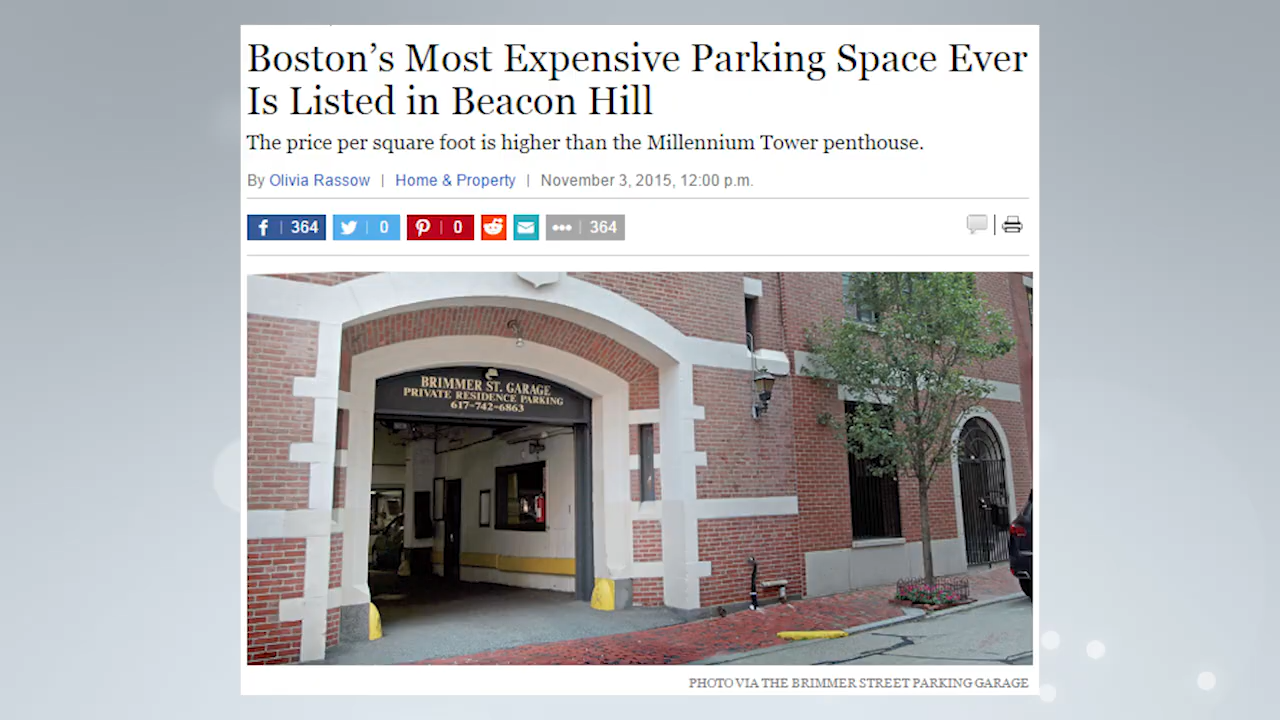 Boston’s Most Expensive Parking Space Ever
Is Listed in Beacon Hill
The price per square foot is higher than the Millennium Tower penthouse.
By Olivia Rassow | Home & Property | November 3, 2015, 12:00 p.m.
364 0 0 364
BRIMMER ST. GARAGE
PRIVATE RESIDENCE PARKING
617-742-6863
PHOTO VIA THE BRIMMER STREET PARKING GARAGE